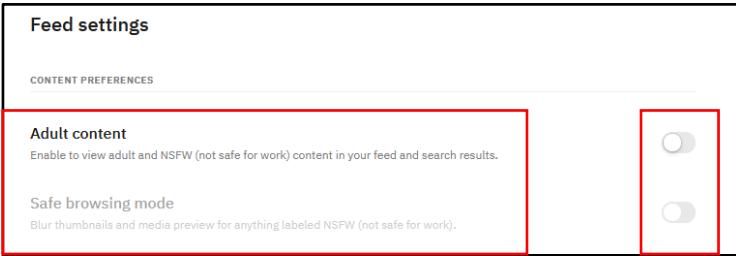 Feed settings
CONTENT PREFERENCES
Adult content
Enable to view adult and NSFW (not safe for work) content in your feed and search results.
Safe browsing mode
Blur thumbnails and media preview for anything labeled NSFW (not safe for work).